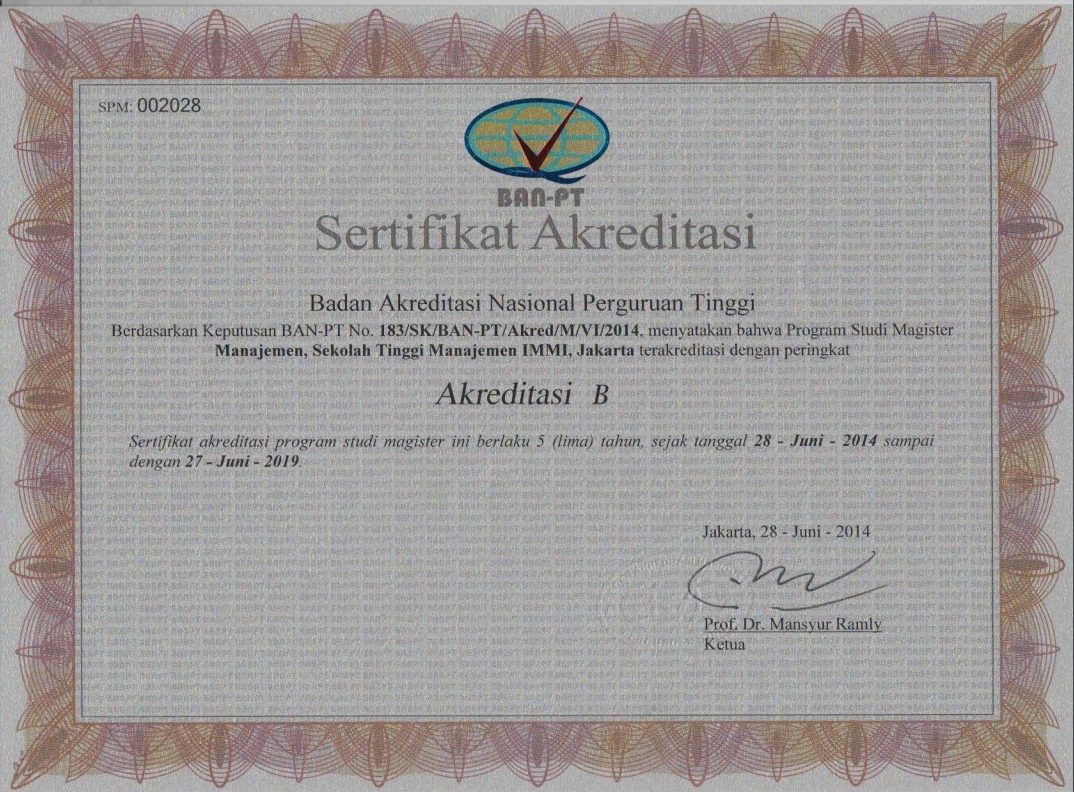 SPM: 002028
BAN-PT
Sertifikat Akreditasi
Badan Akreditasi Nasional Perguruan Tinggi
Berdasarkan Keputusan BAN-PT No. 183/SK/BAN-PT/Akred/M/VI/2014, menyatakan bahwa Program Studi Magister
Manajemen, Sekolah Tinggi Manajemen IMMI, Jakarta terakreditasi dengan peringkat
Akreditasi B
Sertifikat akreditasi program studi magister ini berlaku 5 (lima) tahun, sejak tanggal 28 - Juni - 2014 sampai
dengan 27 - Juni - 2019.
Jakarta, 28 - Juni - 2014
Prof. Dr. Mansyur Ramly
Ketua